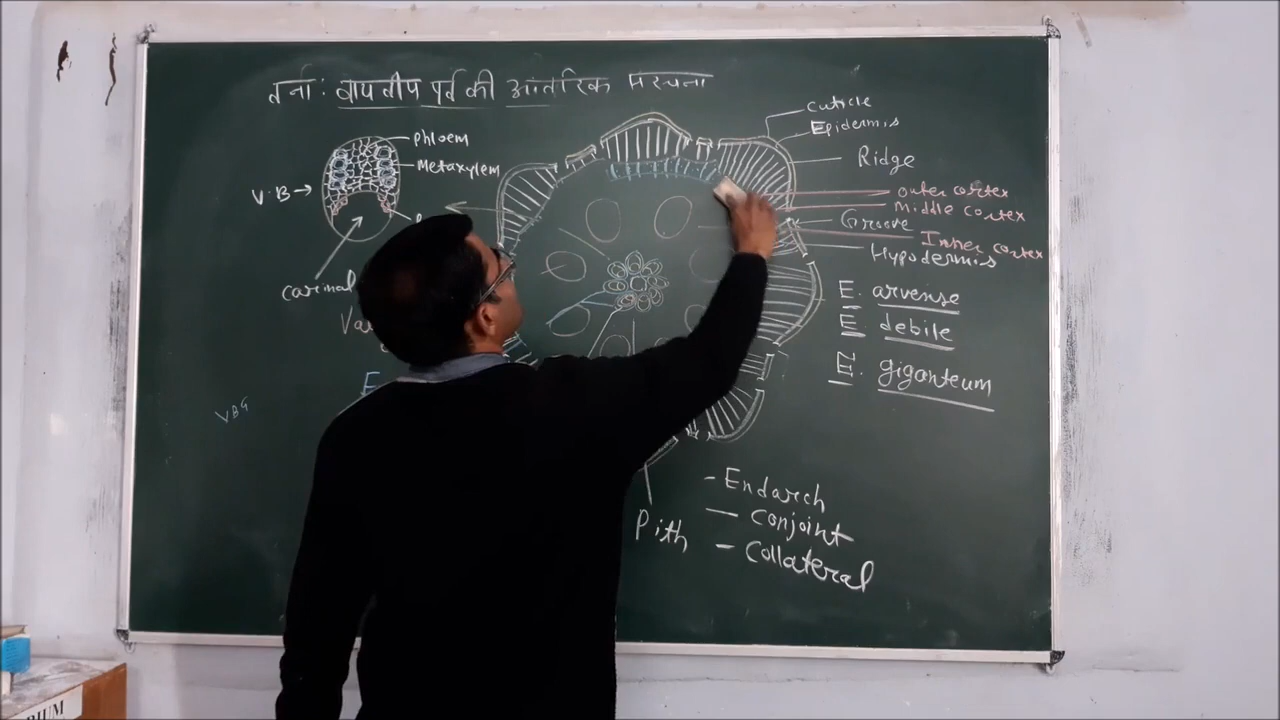 तना: वायवीय पर्व की आंतरिक संरचना
Phloem
Metaxylem
V.B
carinal
Va
E
VBG
cuticle
Epidermis
Ridge
outer cortex
Middle cortex
Groove
Inner cortex
Hypodermis
E. arvense
E debile
E. giganteum
Pith
- Endarch
- conjoint
- collateral